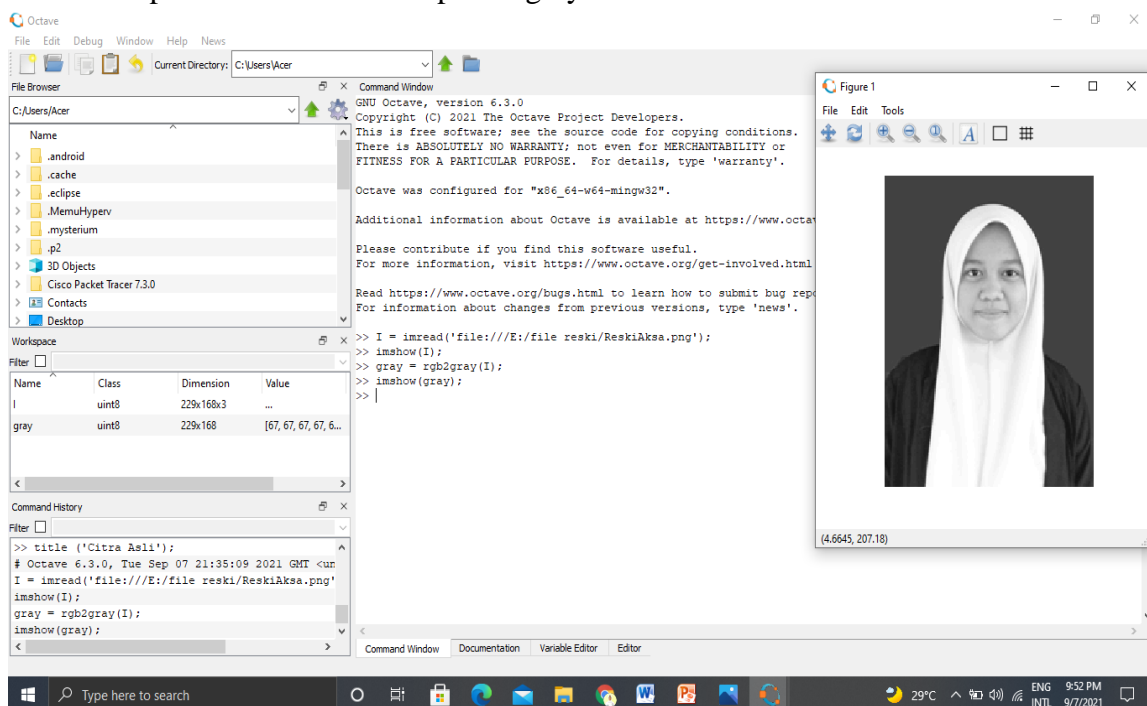 Octave
File Edit Debug Window Help News
Current Directory: C:\Users\Acer
File Browser
C:/Users/Acer
Name
.android
.cache
.eclipse
.MemuHyperv
.mysterium
.p2
3D Objects
Cisco Packet Tracer 7.3.0
Contacts
Desktop
Workspace
Filter
Name Class Dimension Value
I uint8 229x168x3 ...
gray uint8 229x168 [67, 67, 67, 67, 6...
Command History
Filter
>> title ('Citra Asli');
# Octave 6.3.0, Tue Sep 07 21:35:09 2021 GMT <un
I = imread('file:///E:/file reski/ReskiAksa.png'
imshow(I);
gray = rgb2gray(I);
imshow(gray);
Command Window
GNU Octave, version 6.3.0
Copyright (C) 2021 The Octave Project Developers.
This is free software; see the source code for copying conditions.
There is ABSOLUTELY NO WARRANTY; not even for MERCHANTABILITY or
FITNESS FOR A PARTICULAR PURPOSE. For details, type 'warranty'.
Octave was configured for "x86_64-w64-mingw32".
Additional information about Octave is available at https://www.octav
Please contribute if you find this software useful.
For more information, visit https://www.octave.org/get-involved.html
Read https://www.octave.org/bugs.html to learn how to submit bug repo
For information about changes from previous versions, type 'news'.
>> I = imread('file:///E:/file reski/ReskiAksa.png');
>> imshow(I);
>> gray = rgb2gray(I);
>> imshow(gray);
>>
Command Window Documentation Variable Editor Editor
Figure 1
File Edit Tools
A
(4.6645, 207.18)
Type here to search
29°C
ENG
INTL
9:52 PM
9/7/2021